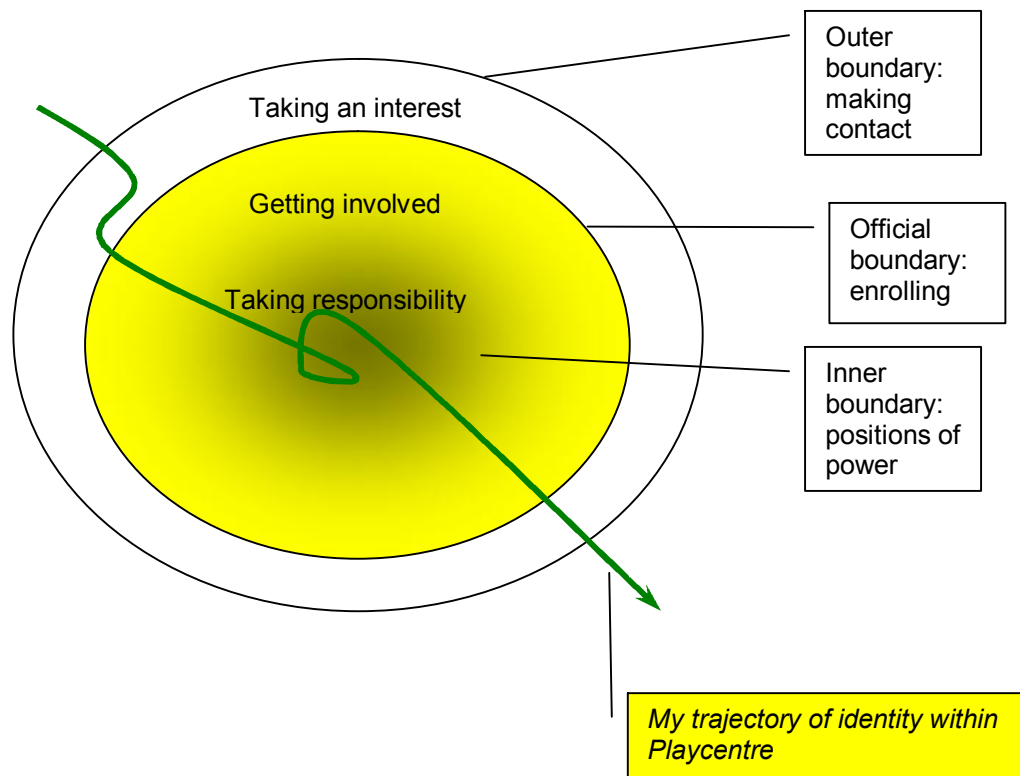 Taking an interest
Getting involved
Taking responsibility
Outer
boundary:
making
contact
Official
boundary:
enrolling
Inner
boundary:
positions of
power
My trajectory of identity within
Playcentre